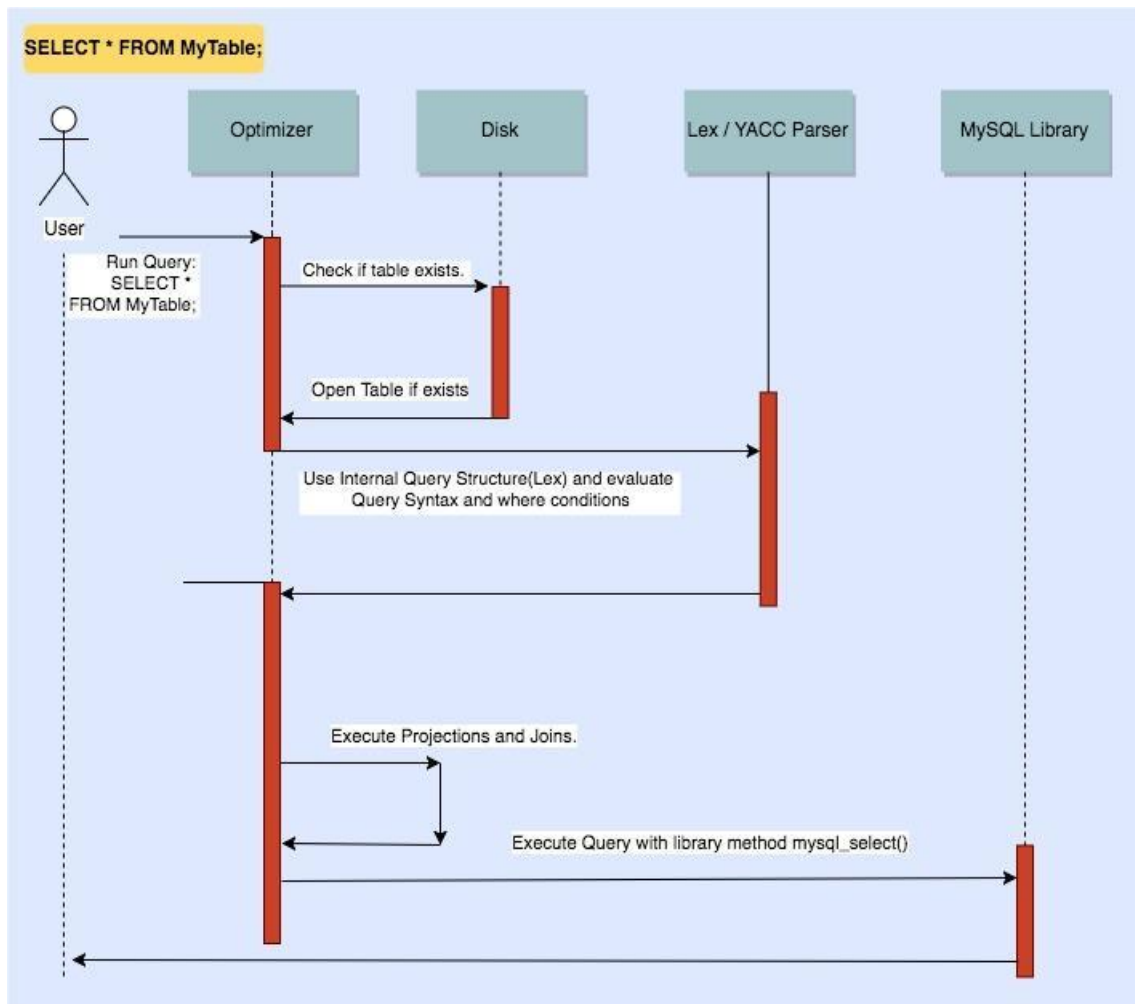 SELECT * FROM MyTable;
Optimizer
Disk
Lex / YACC Parser
MySQL Library
User
Run Query:
SELECT *
FROM MyTable;
Check if table exists.
Open Table if exists
Use Internal Query Structure(Lex) and evaluate
Query Syntax and where conditions
Execute Projections and Joins.
Execute Query with library method mysql_select()